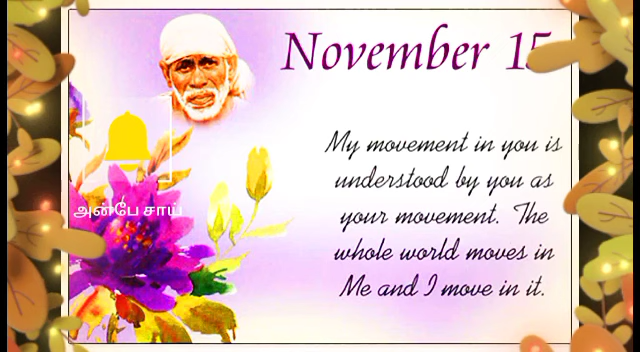 November 15
My movement in you is
understood by you as
your movement. The
whole world moves in
Me and I move in it.
அன்பே சாய்